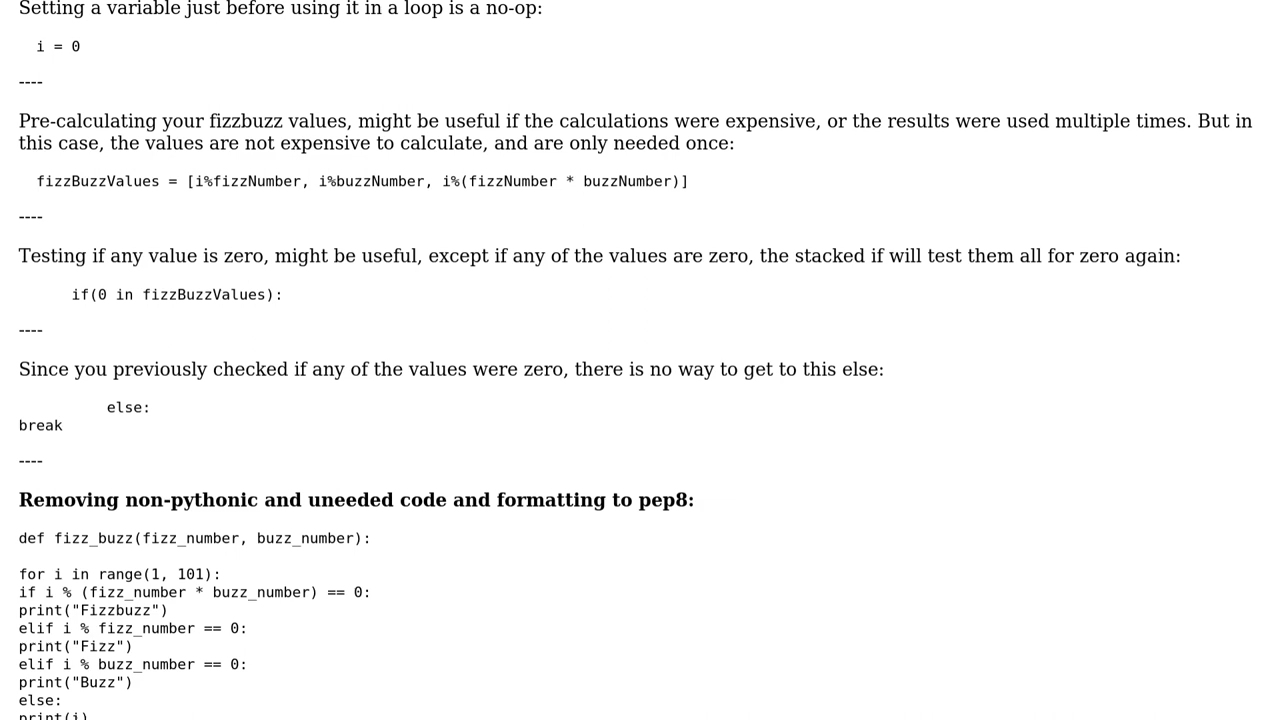 Setting a variable just before using it in a loop is a no-op:
i = 0
----
Pre-calculating your fizzbuzz values, might be useful if the calculations were expensive, or the results were used multiple times. But in
this case, the values are not expensive to calculate, and are only needed once:
fizzBuzzValues = [i%fizzNumber, i%buzzNumber, i%(fizzNumber * buzzNumber)]
----
Testing if any value is zero, might be useful, except if any of the values are zero, the stacked if will test them all for zero again:
if(0 in fizzBuzzValues):
----
Since you previously checked if any of the values were zero, there is no way to get to this else:
else:
break
----
Removing non-pythonic and uneeded code and formatting to pep8:
def fizz_buzz(fizz_number, buzz_number):
for i in range(1, 101):
if i % (fizz_number * buzz_number) == 0:
print("Fizzbuzz")
elif i % fizz_number == 0:
print("Fizz")
elif i % buzz_number == 0:
print("Buzz")
else:
print(i)